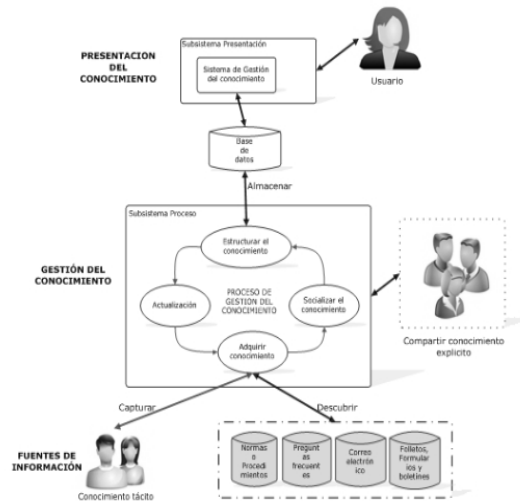 PRESENTACION
DEL
CONOCIMIENTO
Subsistema Presentación
Sistema de Gestión
del conocimiento
Usuario
Base
de
datos
Almacenar
GESTIÓN DEL
CONOCIMIENTO
Subsistema Proceso
Estructurar el
conocimiento
Actualización
PROCESO DE
GESTION DEL
CONOCIMIENTO
Socializar el
conocimiento
Adquirir
conocimiento
Compartir conocimiento
explicito
Capturar
Descubrir
FUENTES DE
INFORMACIÓN
Conocimiento tácito
Normas
o Procedi
mientos
Pregunt
as frecuent
es
Correo
electrón
ico
Folletos,
Formular
ios y
boletines